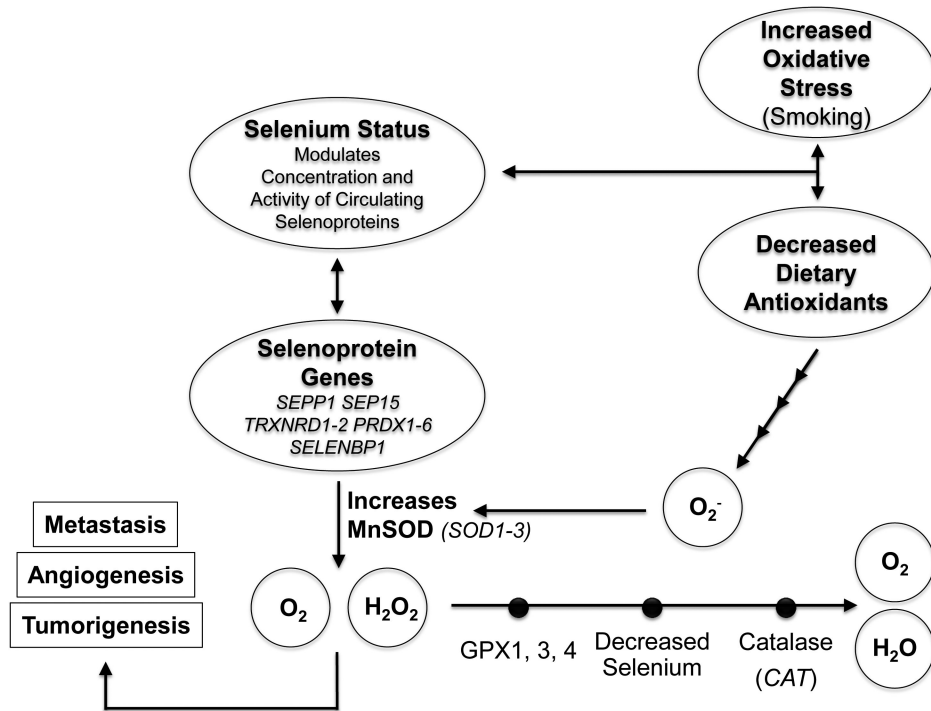 Increased
Oxidative
Stress
(Smoking)
Selenium Status
Modulates
Concentration and
Activity of Circulating
Selenoproteins
Decreased
Dietary
Antioxidants
Selenoprotein
Genes
SEPP1 SEP15
TRXNRD1-2 PRDX1-6
SELENBP1
Increases
MnSOD (SOD1-3)
O₂⁻
Metastasis
Angiogenesis
Tumorigenesis
O₂
H₂O₂
GPX1, 3, 4
Decreased
Selenium
Catalase
(CAT)
O₂
H₂O